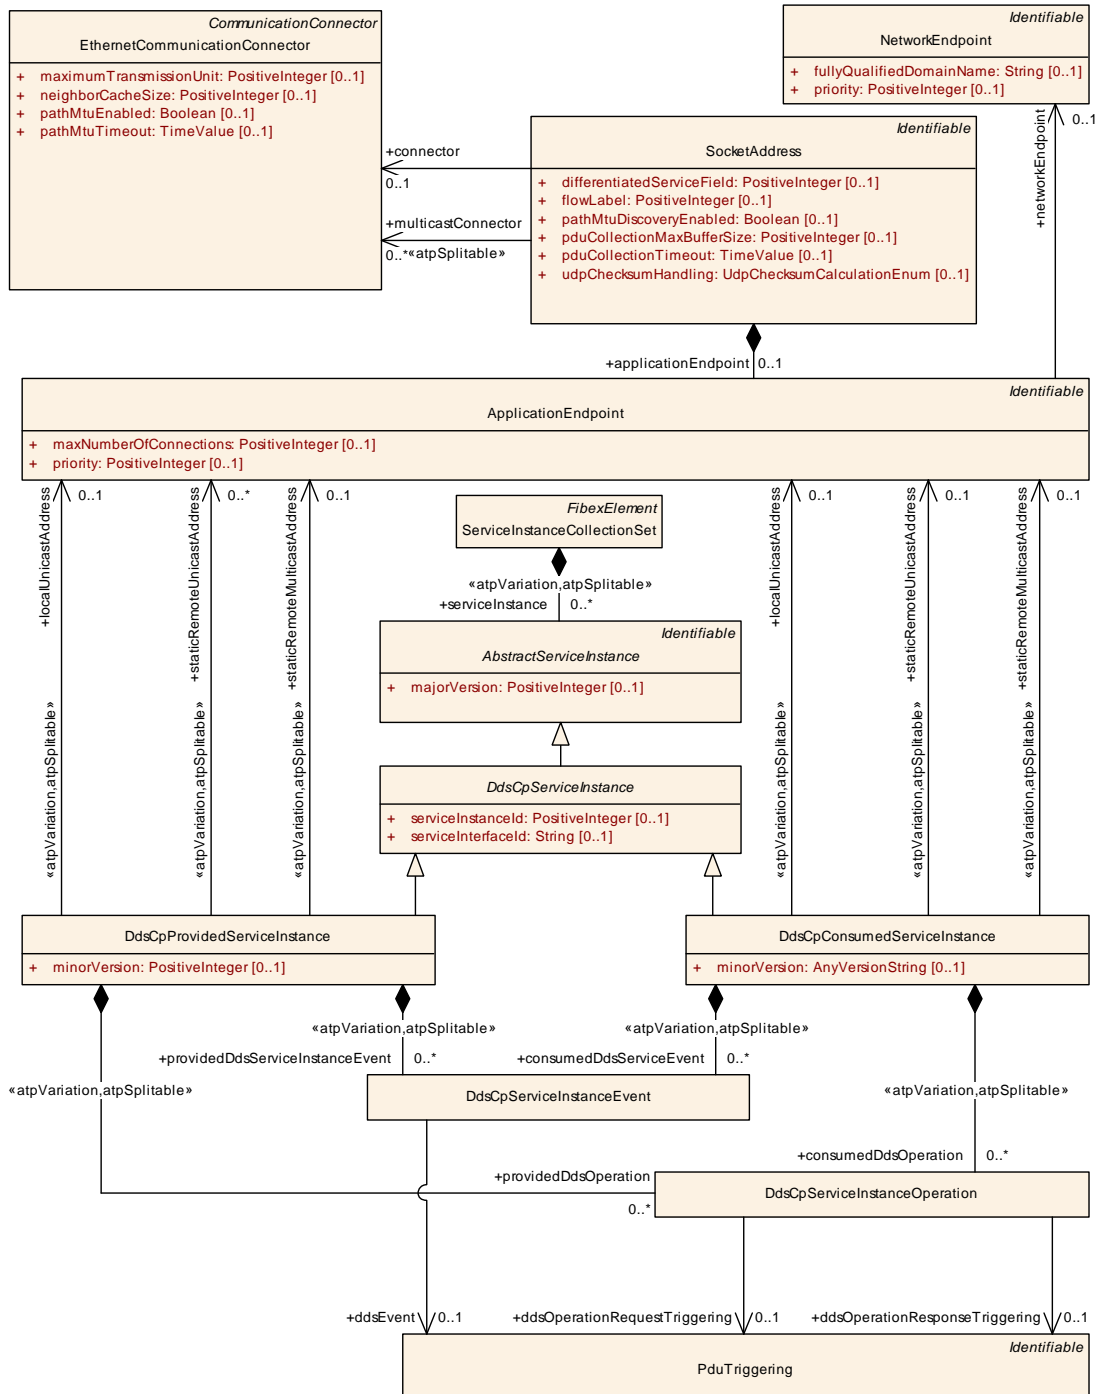 CommunicationConnector
EthernetCommunicationConnector
+ maximumTransmissionUnit: PositiveInteger [0..1]
+ neighborCacheSize: PositiveInteger [0..1]
+ pathMtuEnabled: Boolean [0..1]
+ pathMtuTimeout: TimeValue [0..1]
Identifiable
NetworkEndpoint
+ fullyQualifiedDomainName: String [0..1]
+ priority: PositiveInteger [0..1]
0..1
+networkEndpoint
+connector
0..1
+multicastConnector
0..* «atpSplitable»
Identifiable
SocketAddress
+ differentiatedServiceField: PositiveInteger [0..1]
+ flowLabel: PositiveInteger [0..1]
+ pathMtuDiscoveryEnabled: Boolean [0..1]
+ pduCollectionMaxBufferSize: PositiveInteger [0..1]
+ pduCollectionTimeout: TimeValue [0..1]
+ udpChecksumHandling: UdpChecksumCalculationEnum [0..1]
+applicationEndpoint 0..1
Identifiable
ApplicationEndpoint
+ maxNumberOfConnections: PositiveInteger [0..1]
+ priority: PositiveInteger [0..1]
+localUnicastAddress
0..1
«atpVariation,atpSplitable»
+staticRemoteUnicastAddress
0..*
«atpVariation,atpSplitable»
+staticRemoteMulticastAddress
0..1
«atpVariation,atpSplitable»
FibexElement
ServiceInstanceCollectionSet
«atpVariation,atpSplitable»
+serviceInstance 0..*
Identifiable
AbstractServiceInstance
+ majorVersion: PositiveInteger [0..1]
DdsCpServiceInstance
+ serviceInstanceId: PositiveInteger [0..1]
+ serviceInterfaceId: String [0..1]
+localUnicastAddress
0..1
«atpVariation,atpSplitable»
+staticRemoteUnicastAddress
0..1
«atpVariation,atpSplitable»
+staticRemoteMulticastAddress
0..1
«atpVariation,atpSplitable»
DdsCpProvidedServiceInstance
+ minorVersion: PositiveInteger [0..1]
DdsCpConsumedServiceInstance
+ minorVersion: AnyVersionString [0..1]
«atpVariation,atpSplitable»
+providedDdsServiceInstanceEvent 0..*
«atpVariation,atpSplitable»
+consumedDdsServiceEvent 0..*
DdsCpServiceInstanceEvent
«atpVariation,atpSplitable»
«atpVariation,atpSplitable»
+consumedDdsOperation 0..*
+providedDdsOperation
0..*
DdsCpServiceInstanceOperation
+ddsEvent 0..1
+ddsOperationRequestTriggering 0..1
+ddsOperationResponseTriggering 0..1
Identifiable
PduTriggering